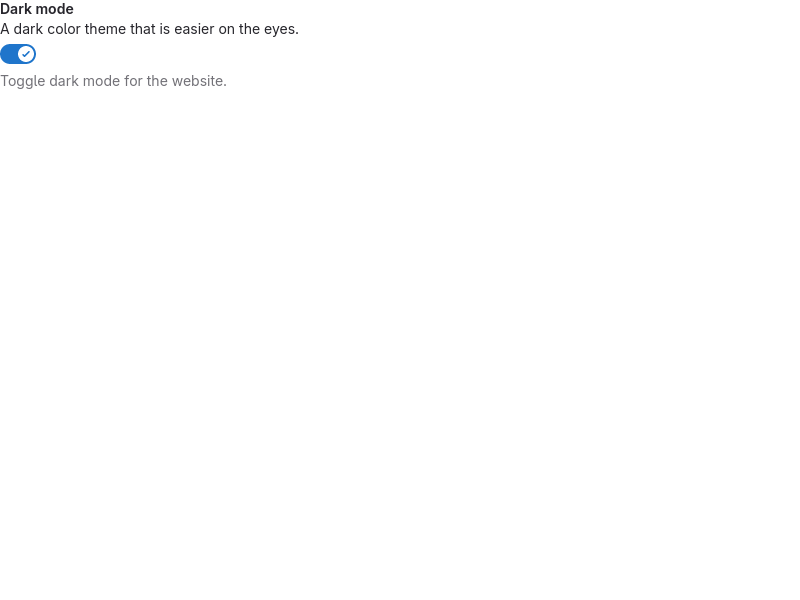 Dark mode
A dark color theme that is easier on the eyes.
Toggle dark mode for the website.